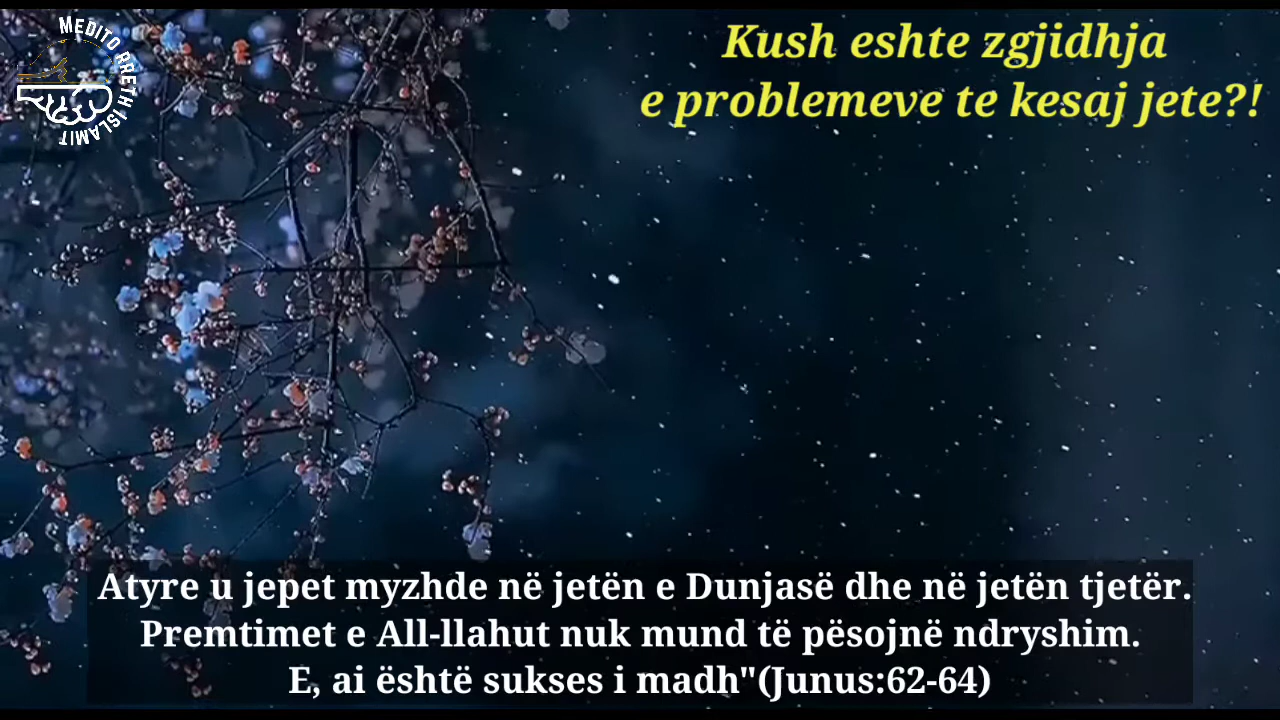 MEDITO RRETH ISLAMIT
Kush eshte zgjidhja
e problemeve te kesaj jete?!
Atyre u jepet myzhde në jetën e Dunjasë dhe në jetën tjetër.
Premtimet e All-llahut nuk mund të pësojnë ndryshim.
E, ai është sukses i madh"(Junus:62-64)